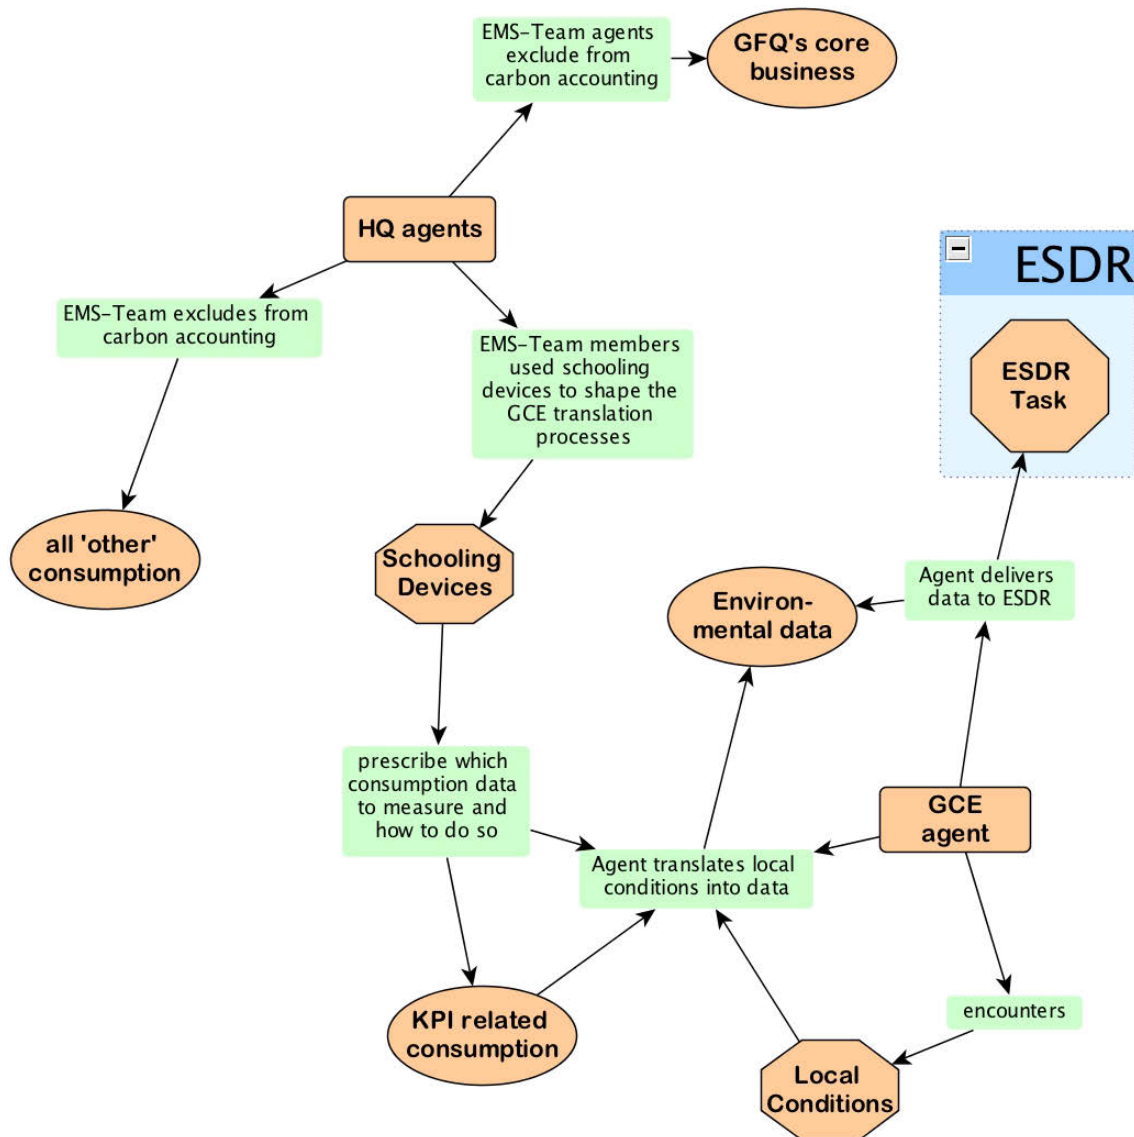 EMS-Team agents
exclude from
carbon accounting
GFQ's core
business
HQ agents
ESDR
EMS-Team excludes from
carbon accounting
EMS-Team members
used schooling
devices to shape the
GCE translation
processes
ESDR
Task
all 'other'
consumption
Schooling
Devices
Environ-
mental data
Agent delivers
data to ESDR
prescribe which
consumption data
to measure and
how to do so
GCE
agent
Agent translates local
conditions into data
KPI related
consumption
encounters
Local
Conditions